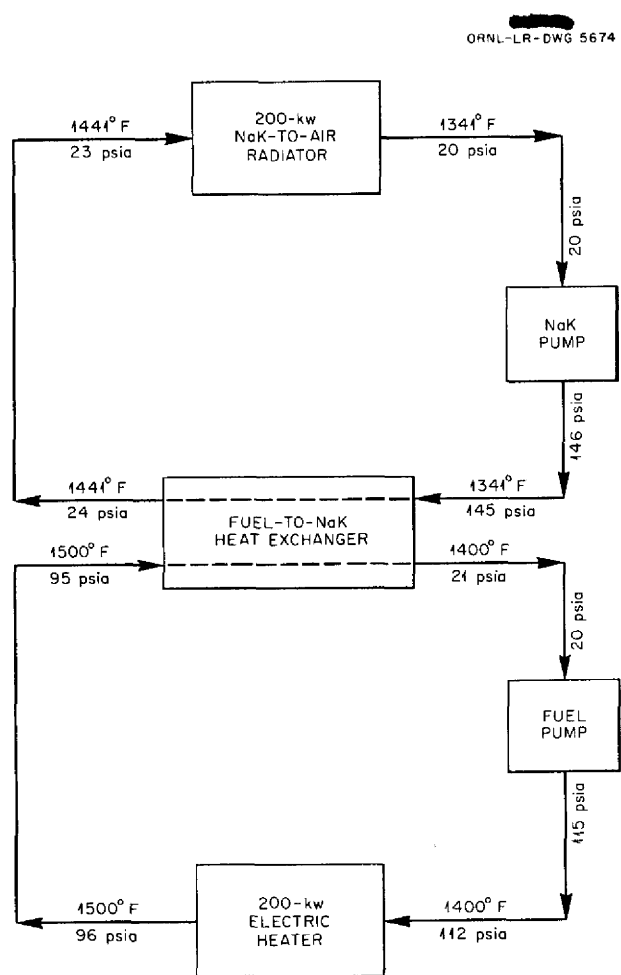 ORNL-LR-DWG 5674
1441° F
23 psia
200-kw
NaK-TO-AIR
RADIATOR
1341° F
20 psia
20 psia
NaK
PUMP
146 psia
1441° F
24 psia
FUEL-TO-NaK
HEAT EXCHANGER
1341° F
145 psia
1500° F
95 psia
1400° F
21 psia
20 psia
FUEL
PUMP
115 psia
1500° F
96 psia
200-kw
ELECTRIC
HEATER
1400° F
112 psia